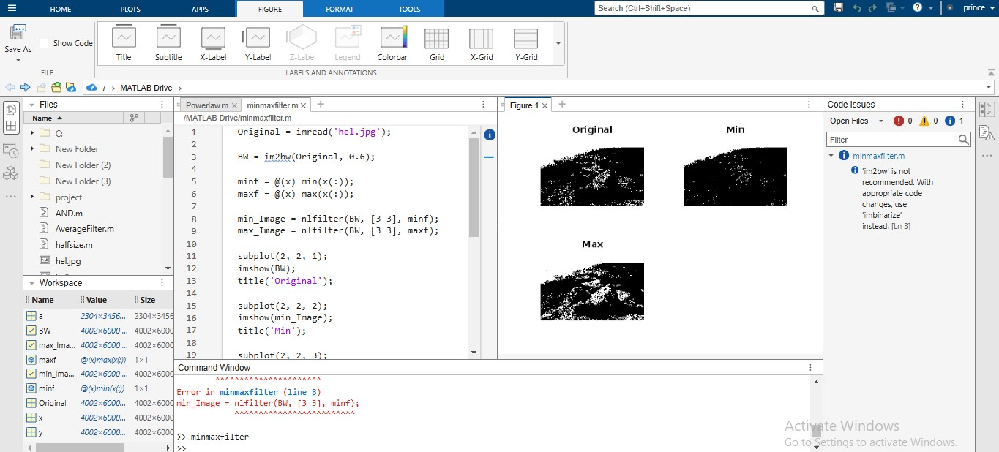 HOME PLOTS APPS FIGURE FORMAT TOOLS Search (Ctrl+Shift+Space) prince
Save As
Show Code
Title Subtitle X-Label Y-Label Z-Label Legend Colorbar Grid X-Grid Y-Grid
FILE LABELS AND ANNOTATIONS
/ > MATLAB Drive >
Files
Name
C:
New Folder
New Folder (2)
New Folder (3)
project
AND.m
AverageFilter.m
halfsize.m
hel.jpg
Workspace
Name Value Size
a 2304×3456... 2304×3456
BW 4002×6000 ... 4002×6000
max_Ima... 4002×6000 ... 4002×6000
maxf @(x)max(x(:)) 1×1
min_Ima... 4002×6000 ... 4002×6000
minf @(x)min(x(:)) 1×1
Original 4002×6000... 4002×6000
x 4002×6000... 4002×6000
y 4002×6000... 4002×6000
Powerlaw.m × minmaxfilter.m × +
/MATLAB Drive/minmaxfilter.m
1 Original = imread('hel.jpg');
2
3 BW = im2bw(Original, 0.6);
4
5 minf = @(x) min(x(:));
6 maxf = @(x) max(x(:));
7
8 min_Image = nlfilter(BW, [3 3], minf);
9 max_Image = nlfilter(BW, [3 3], maxf);
10
11 subplot(2, 2, 1);
12 imshow(BW);
13 title('Original');
14
15 subplot(2, 2, 2);
16 imshow(min_Image);
17 title('Min');
18
19 subplot(2, 2, 3);
Figure 1 × +
Original Min
Max
Code Issues
Open Files 0 0 1
Filter
minmaxfilter.m
'im2bw' is not
recommended. With
appropriate code
changes, use
'imbinarize'
instead. [Ln 3]
Command Window
^^^^^^^^^^^^^^^^^^^^^^
Error in minmaxfilter (line 8)
min_Image = nlfilter(BW, [3 3], minf);
^^^^^^^^^^^^^^^^^^^^^^^^^
>> minmaxfilter
>>
Activate Windows
Go to Settings to activate Windows.